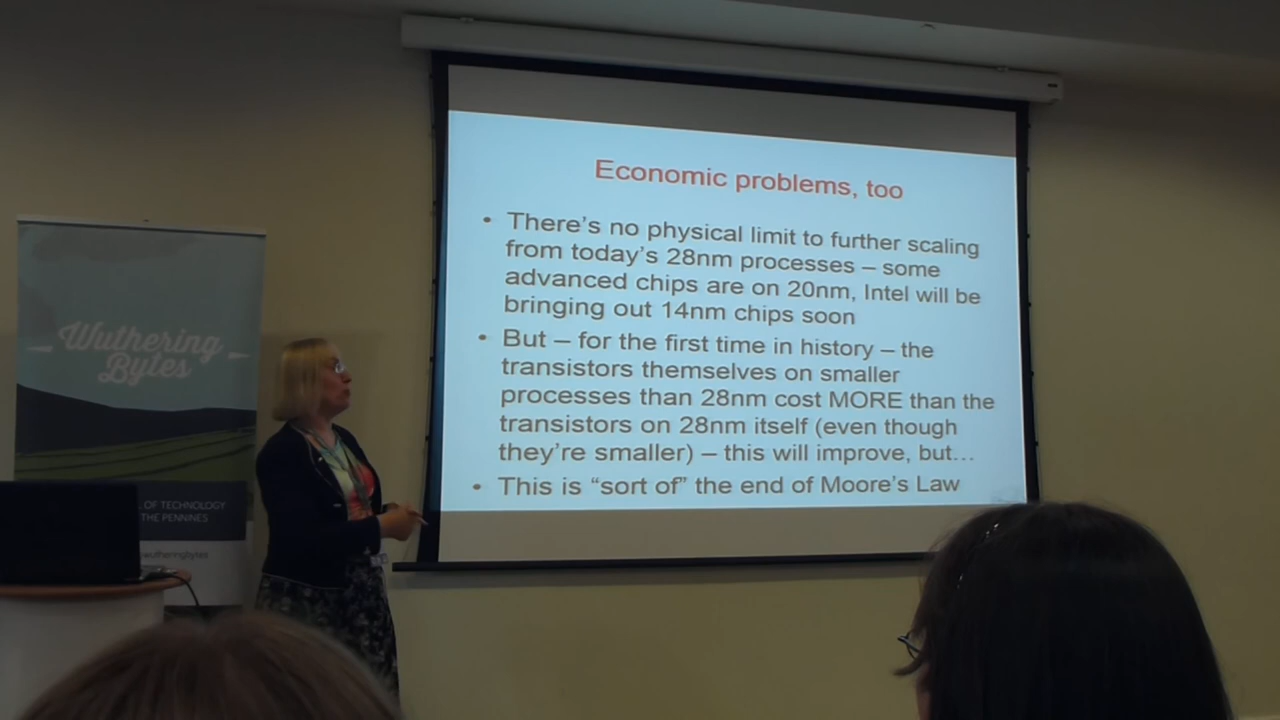 Economic problems, too
• There's no physical limit to further scaling
from today's 28nm processes – some
advanced chips are on 20nm, Intel will be
bringing out 14nm chips soon
• But – for the first time in history – the
transistors themselves on smaller
processes than 28nm cost MORE than the
transistors on 28nm itself (even though
they're smaller) – this will improve, but…
• This is “sort of” the end of Moore's Law
Wuthering
Bytes
OF TECHNOLOGY
THE PENNINES
wutheringbytes